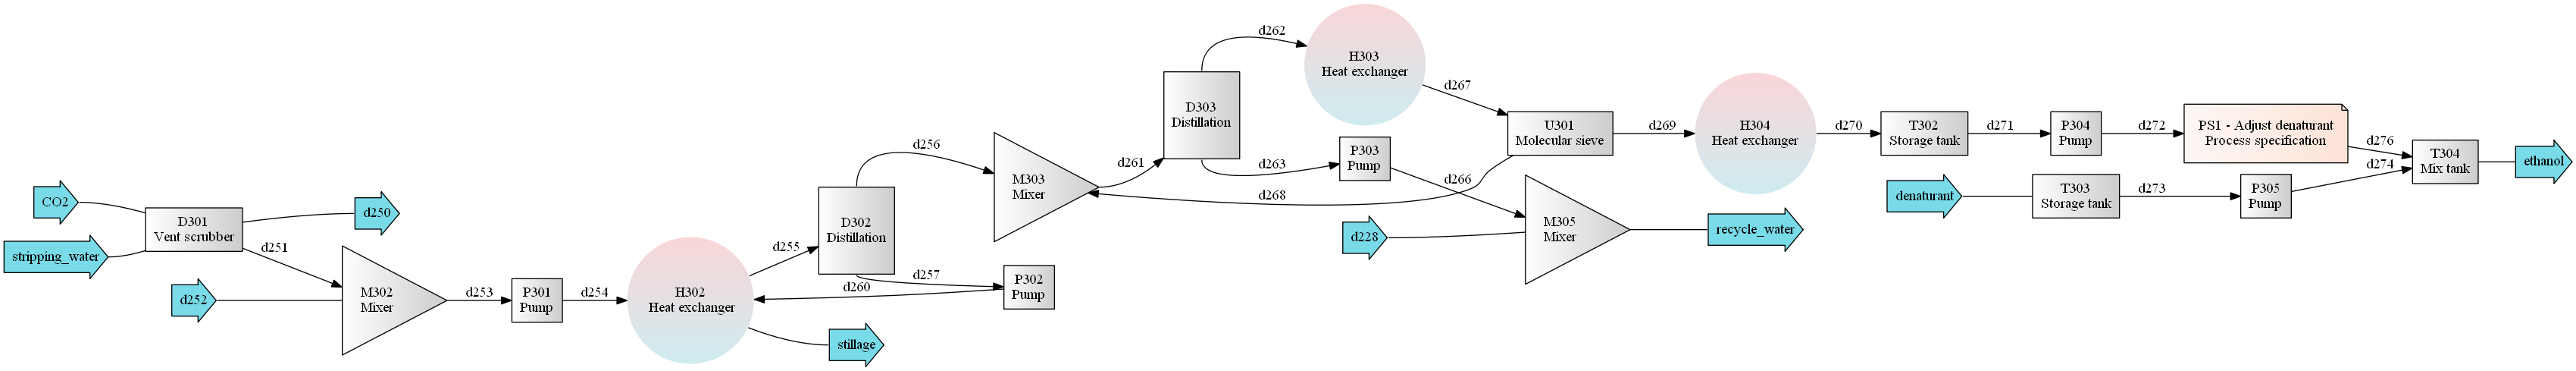 CO2
stripping_water
D301
Vent scrubber
d250
d251
d252
M302
Mixer
d253
P301
Pump
d254
H302
Heat exchanger
d255
stillage
D302
Distillation
d256
d257
d260
P302
Pump
M303
Mixer
d261
D303
Distillation
d262
d263
H303
Heat exchanger
d267
P303
Pump
d266
d268
d228
U301
Molecular sieve
M305
Mixer
recycle_water
d269
H304
Heat exchanger
d270
T302
Storage tank
d271
P304
Pump
d272
denaturant
T303
Storage tank
d273
P305
Pump
PS1 - Adjust denaturant
Process specification
d276
d274
T304
Mix tank
ethanol